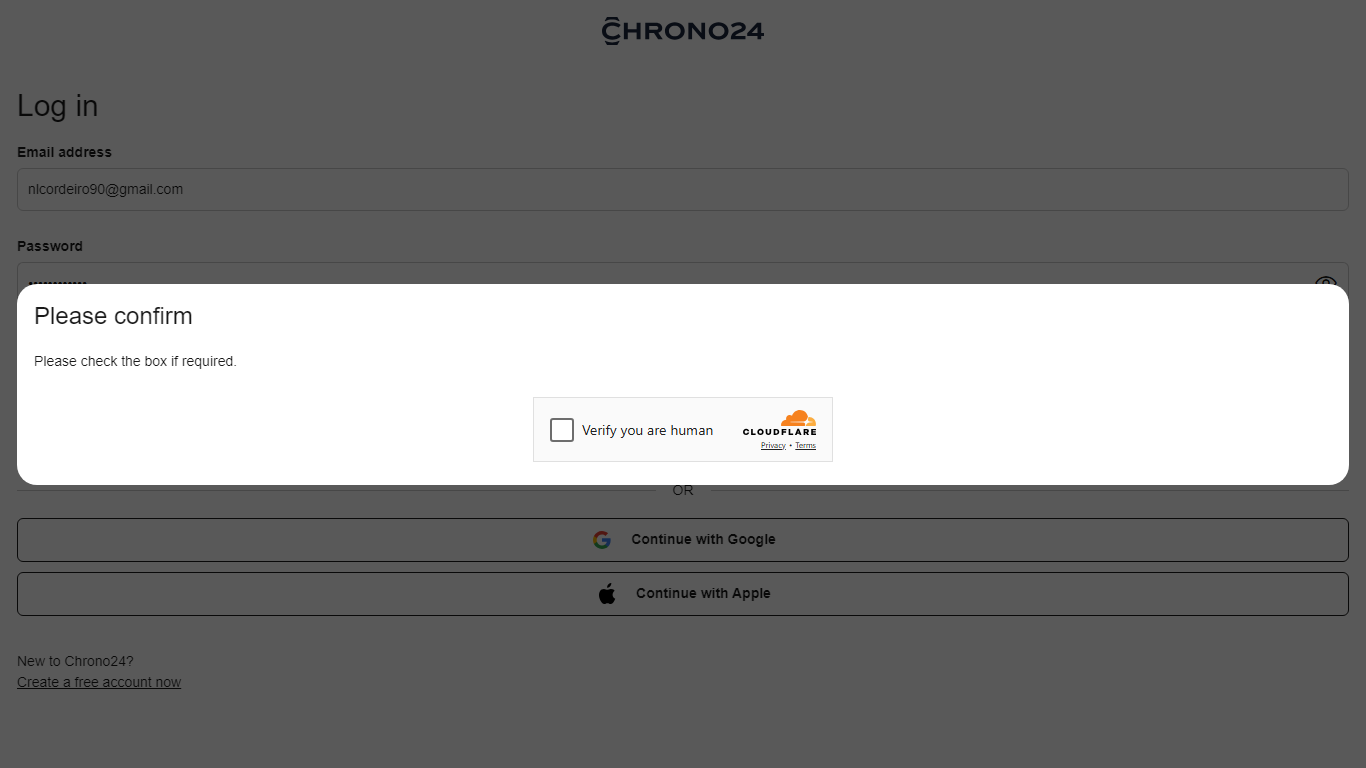 CHRONO24
Log in
Email address
nlcordeiro90@gmail.com
Password
Please confirm
Please check the box if required.
Verify you are human
CLOUDFLARE
Privacy • Terms
OR
Continue with Google
Continue with Apple
New to Chrono24?
Create a free account now